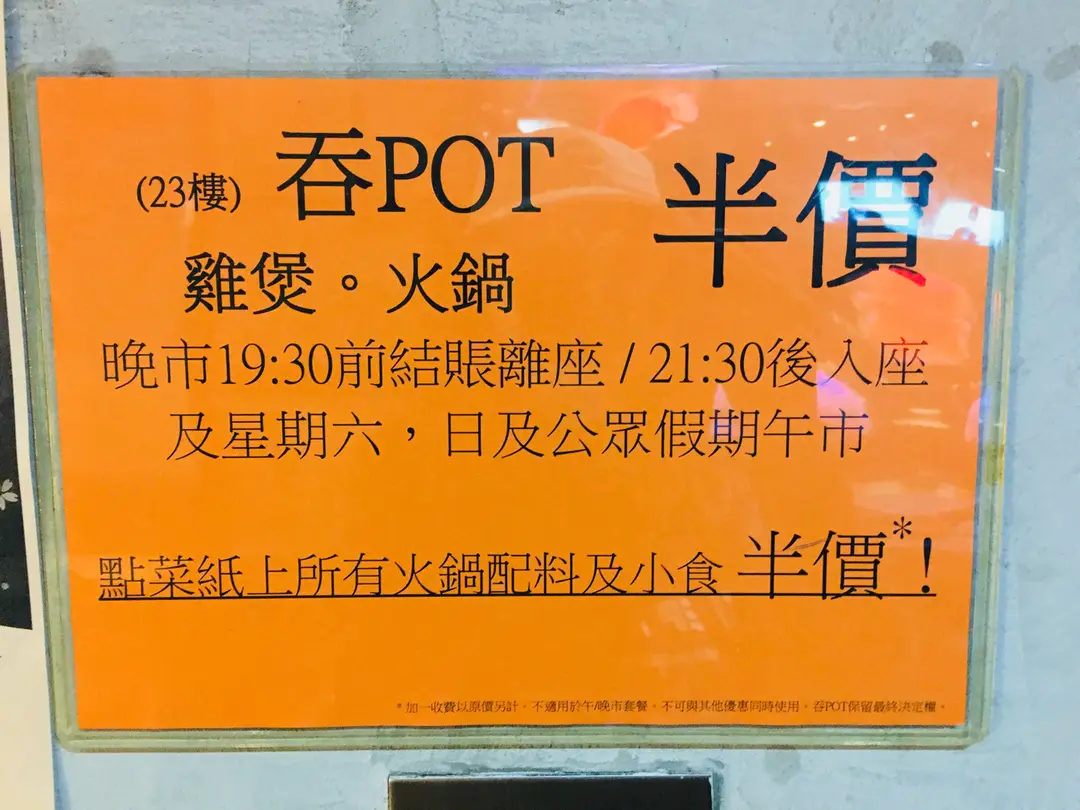 (23樓) 吞POT 半價
雞煲。火鍋
晚市19:30前結賬離座 / 21:30後入座
及星期六，日及公眾假期午市
點菜紙上所有火鍋配料及小食 半價*！
*加一收費以原價另計。不適用於午/晚市套餐。不可與其他優惠同時使用。吞POT保留最終決定權。